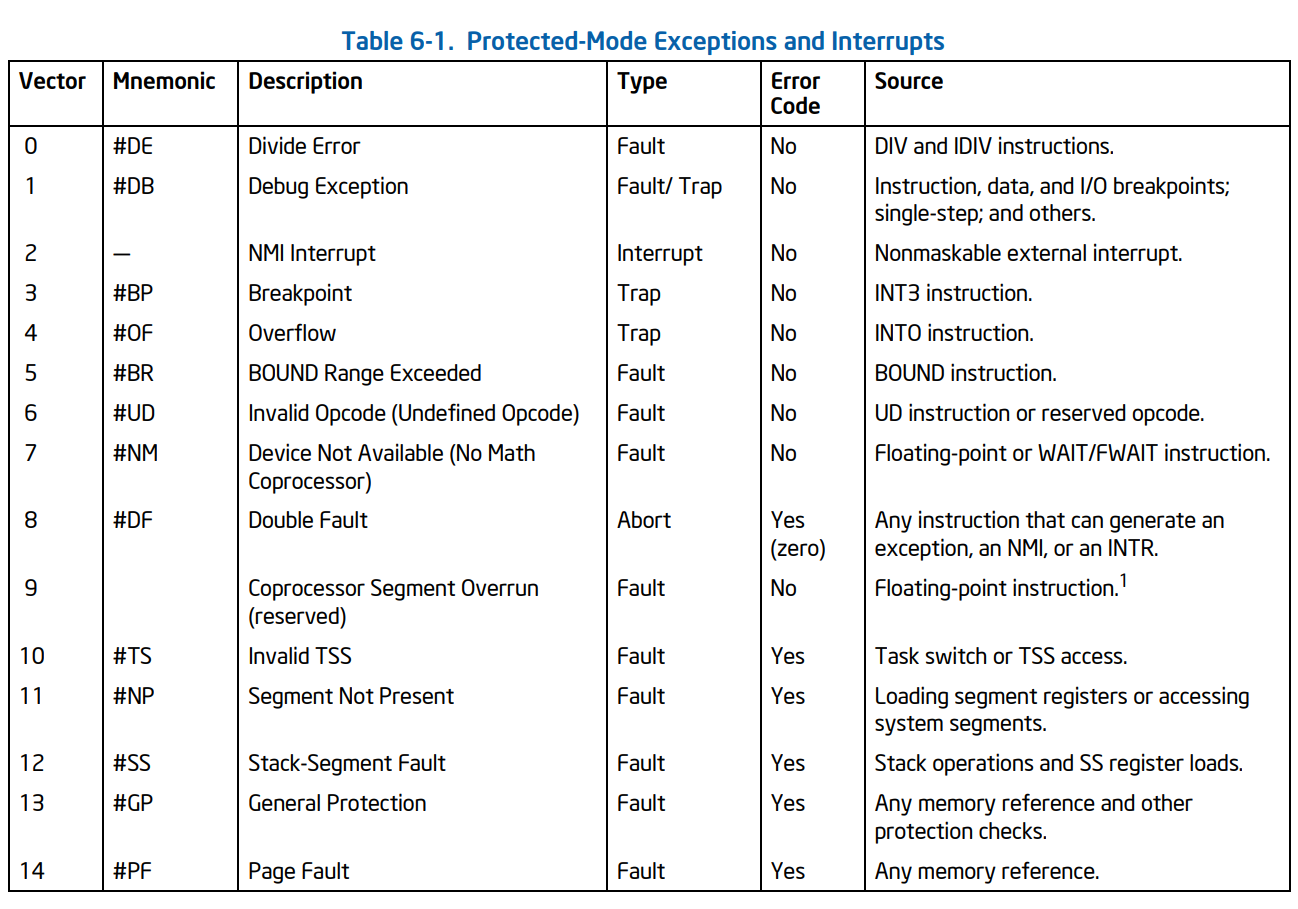 Table 6-1. Protected-Mode Exceptions and Interrupts
Vector Mnemonic Description Type Error Code Source
0 #DE Divide Error Fault No DIV and IDIV instructions.
1 #DB Debug Exception Fault/ Trap No Instruction, data, and I/O breakpoints;
single-step; and others.
2 — NMI Interrupt Interrupt No Nonmaskable external interrupt.
3 #BP Breakpoint Trap No INT3 instruction.
4 #OF Overflow Trap No INTO instruction.
5 #BR BOUND Range Exceeded Fault No BOUND instruction.
6 #UD Invalid Opcode (Undefined Opcode) Fault No UD instruction or reserved opcode.
7 #NM Device Not Available (No Math Fault No Floating-point or WAIT/FWAIT instruction.
Coprocessor)
8 #DF Double Fault Abort Yes Any instruction that can generate an
(zero) exception, an NMI, or an INTR.
9 Coprocessor Segment Overrun Fault No Floating-point instruction.1
(reserved)
10 #TS Invalid TSS Fault Yes Task switch or TSS access.
11 #NP Segment Not Present Fault Yes Loading segment registers or accessing
system segments.
12 #SS Stack-Segment Fault Fault Yes Stack operations and SS register loads.
13 #GP General Protection Fault Yes Any memory reference and other
protection checks.
14 #PF Page Fault Fault Yes Any memory reference.